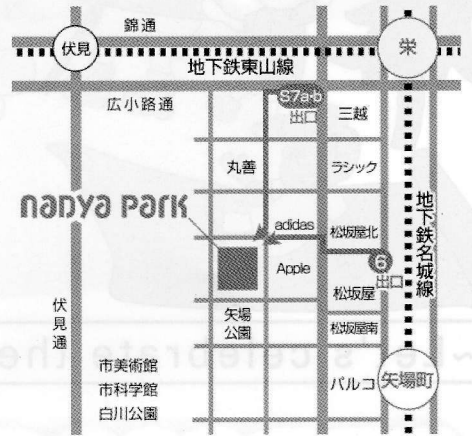 錦通
伏見
栄
地下鉄東山線
広小路通
S7a・b
出口
三越
丸善
ラシック
nadya park
adidas
松坂屋北
地下鉄名城線
6
出口
Apple
松坂屋
伏見通
矢場
公園
松坂屋南
市美術館
市科学館
白川公園
パルコ
矢場町